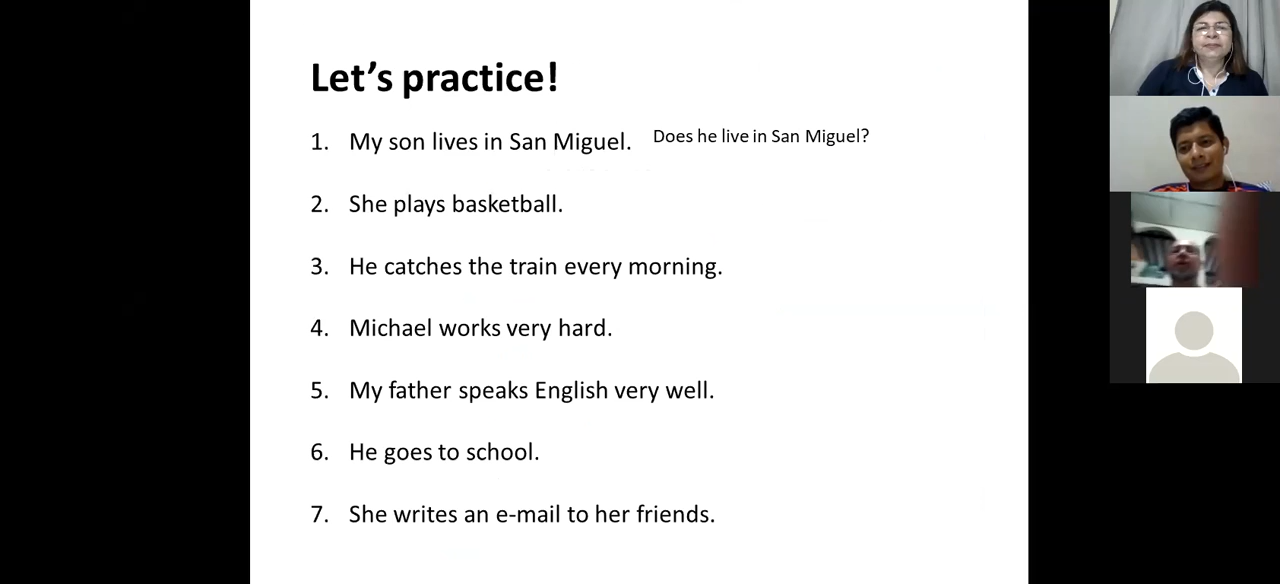 Let's practice!
1. My son lives in San Miguel. Does he live in San Miguel?
2. She plays basketball.
3. He catches the train every morning.
4. Michael works very hard.
5. My father speaks English very well.
6. He goes to school.
7. She writes an e-mail to her friends.